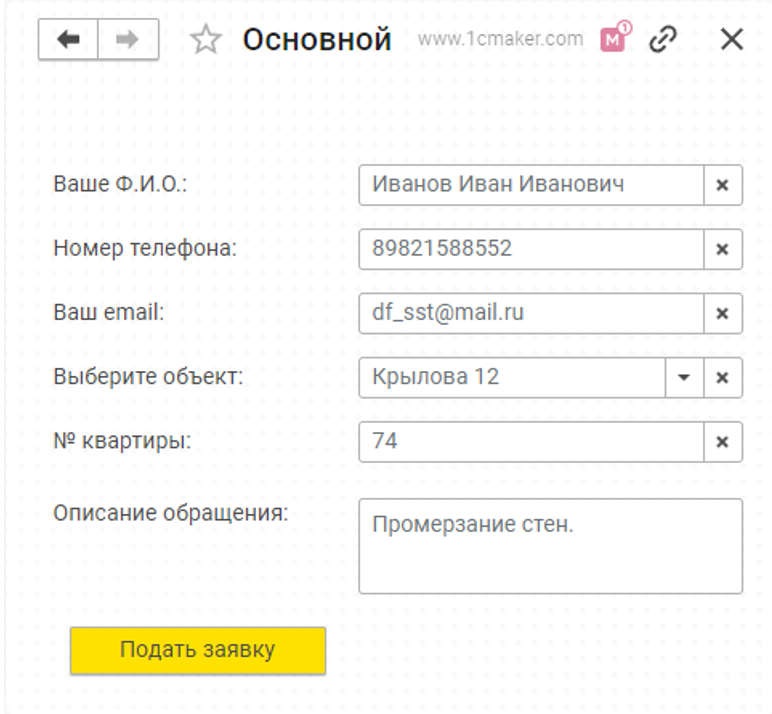 Основной www.1cmaker.com M 1
Ваше Ф.И.О.: Иванов Иван Иванович
Номер телефона: 89821588552
Ваш email: df_sst@mail.ru
Выберите объект: Крылова 12
№ квартиры: 74
Описание обращения: Промерзание стен.
Подать заявку